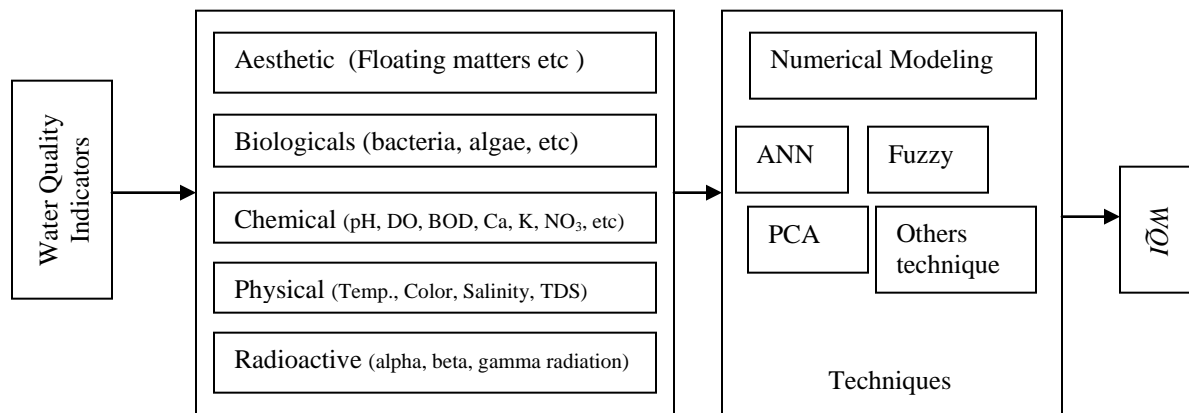 Water Quality
Indicators
Aesthetic (Floating matters etc )
Biologicals (bacteria, algae, etc)
Chemical (pH, DO, BOD, Ca, K, NO₃, etc)
Physical (Temp., Color, Salinity, TDS)
Radioactive (alpha, beta, gamma radiation)
Numerical Modeling
ANN
Fuzzy
PCA
Others
technique
Techniques
WQI